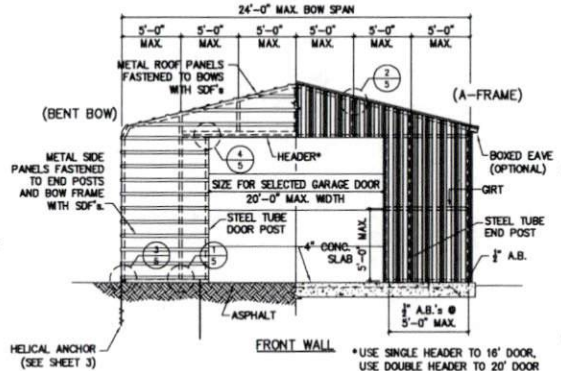 24'-0" MAX. BOW SPAN
5'-0" MAX.
5'-0" MAX.
5'-0" MAX.
5'-0" MAX.
5'-0" MAX.
5'-0" MAX.
METAL ROOF PANELS
FASTENED TO BOWS
WITH SDF's
2
5
(A-FRAME)
(BENT BOW)
METAL SIDE
PANELS FASTENED
TO END POSTS
AND BOW FRAME
WITH SDF's.
4
5
HEADER*
BOXED EAVE
(OPTIONAL)
SIZE FOR SELECTED GARAGE DOOR
20'-0" MAX. WIDTH
GIRT
STEEL TUBE
DOOR POST
5'-0" MAX.
STEEL TUBE
END POST
3
6
1
5
4" CONC.
SLAB
½" A.B.
ASPHALT
½" A.B.'s @
5'-0" MAX.
HELICAL ANCHOR
(SEE SHEET 3)
FRONT WALL
*USE SINGLE HEADER TO 16' DOOR,
USE DOUBLE HEADER TO 20' DOOR